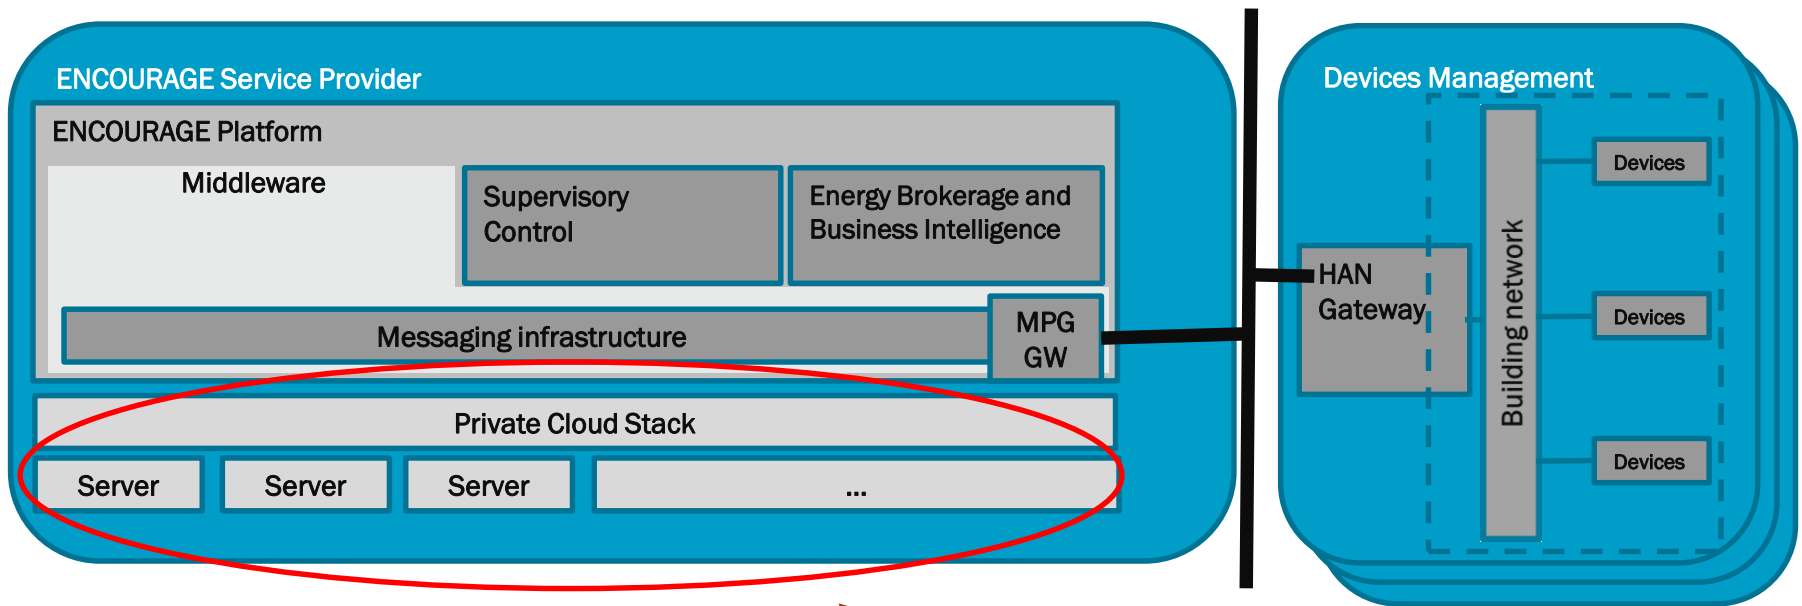 ENCOURAGE Service Provider
ENCOURAGE Platform
Middleware
Supervisory
Control
Energy Brokerage and
Business Intelligence
Messaging infrastructure
MPG
GW
Private Cloud Stack
Server
Server
Server
...
Devices Management
HAN
Gateway
Building network
Devices
Devices
Devices